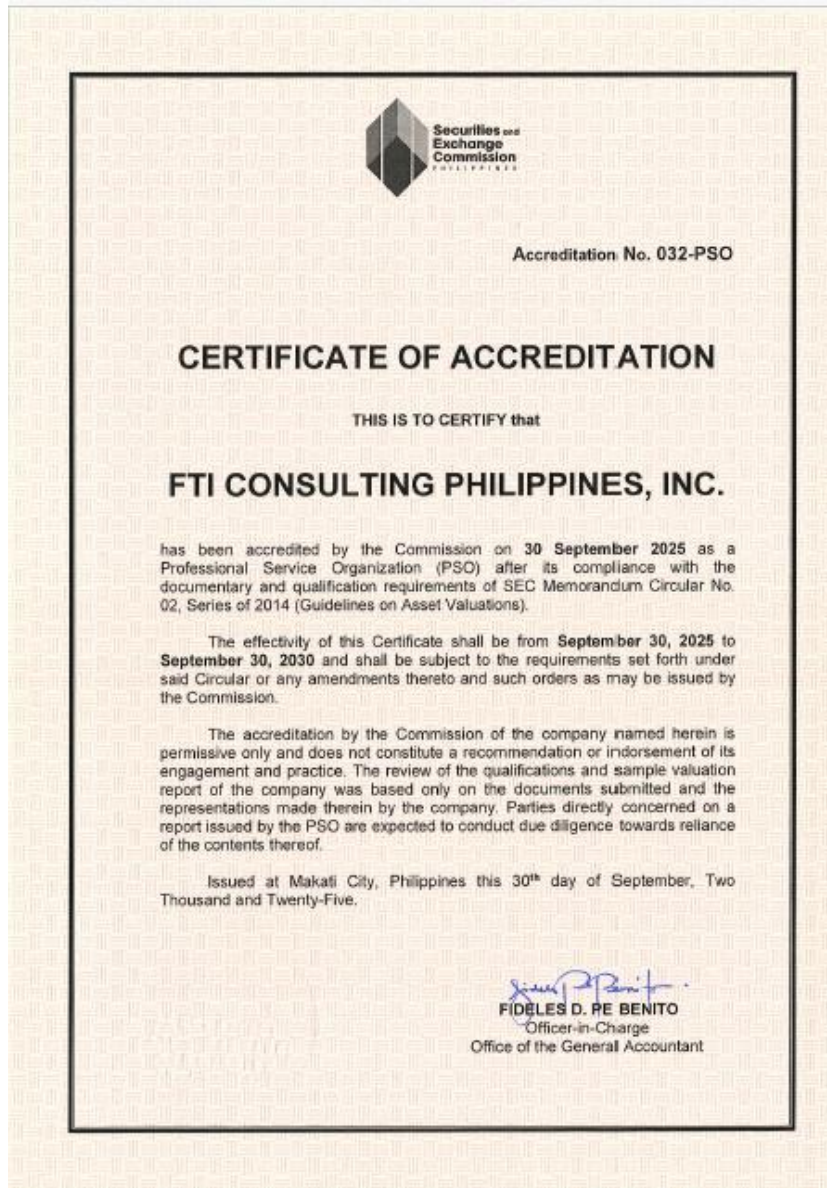 Securities and
Exchange
Commission
PHILIPPINES
Accreditation No. 032-PSO
CERTIFICATE OF ACCREDITATION
THIS IS TO CERTIFY that
FTI CONSULTING PHILIPPINES, INC.
has been accredited by the Commission on 30 September 2025 as a
Professional Service Organization (PSO) after its compliance with the
documentary and qualification requirements of SEC Memorandum Circular No.
02, Series of 2014 (Guidelines on Asset Valuations).
The effectivity of this Certificate shall be from September 30, 2025 to
September 30, 2030 and shall be subject to the requirements set forth under
said Circular or any amendments thereto and such orders as may be issued by
the Commission.
The accreditation by the Commission of the company named herein is
permissive only and does not constitute a recommendation or indorsement of its
engagement and practice. The review of the qualifications and sample valuation
report of the company was based only on the documents submitted and the
representations made therein by the company. Parties directly concerned on a
report issued by the PSO are expected to conduct due diligence towards reliance
of the contents thereof.
Issued at Makati City, Philippines this 30th day of September, Two
Thousand and Twenty-Five.
FIDELES D. PE BENITO
Officer-in-Charge
Office of the General Accountant